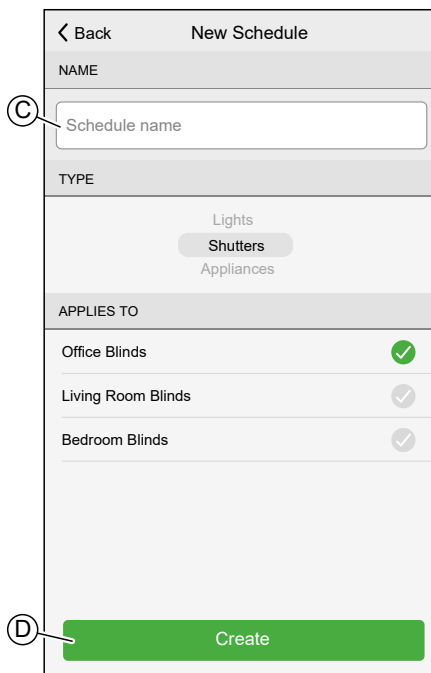 Back New Schedule
NAME
C
Schedule name
TYPE
Lights
Shutters
Appliances
APPLIES TO
Office Blinds
Living Room Blinds
Bedroom Blinds
D
Create